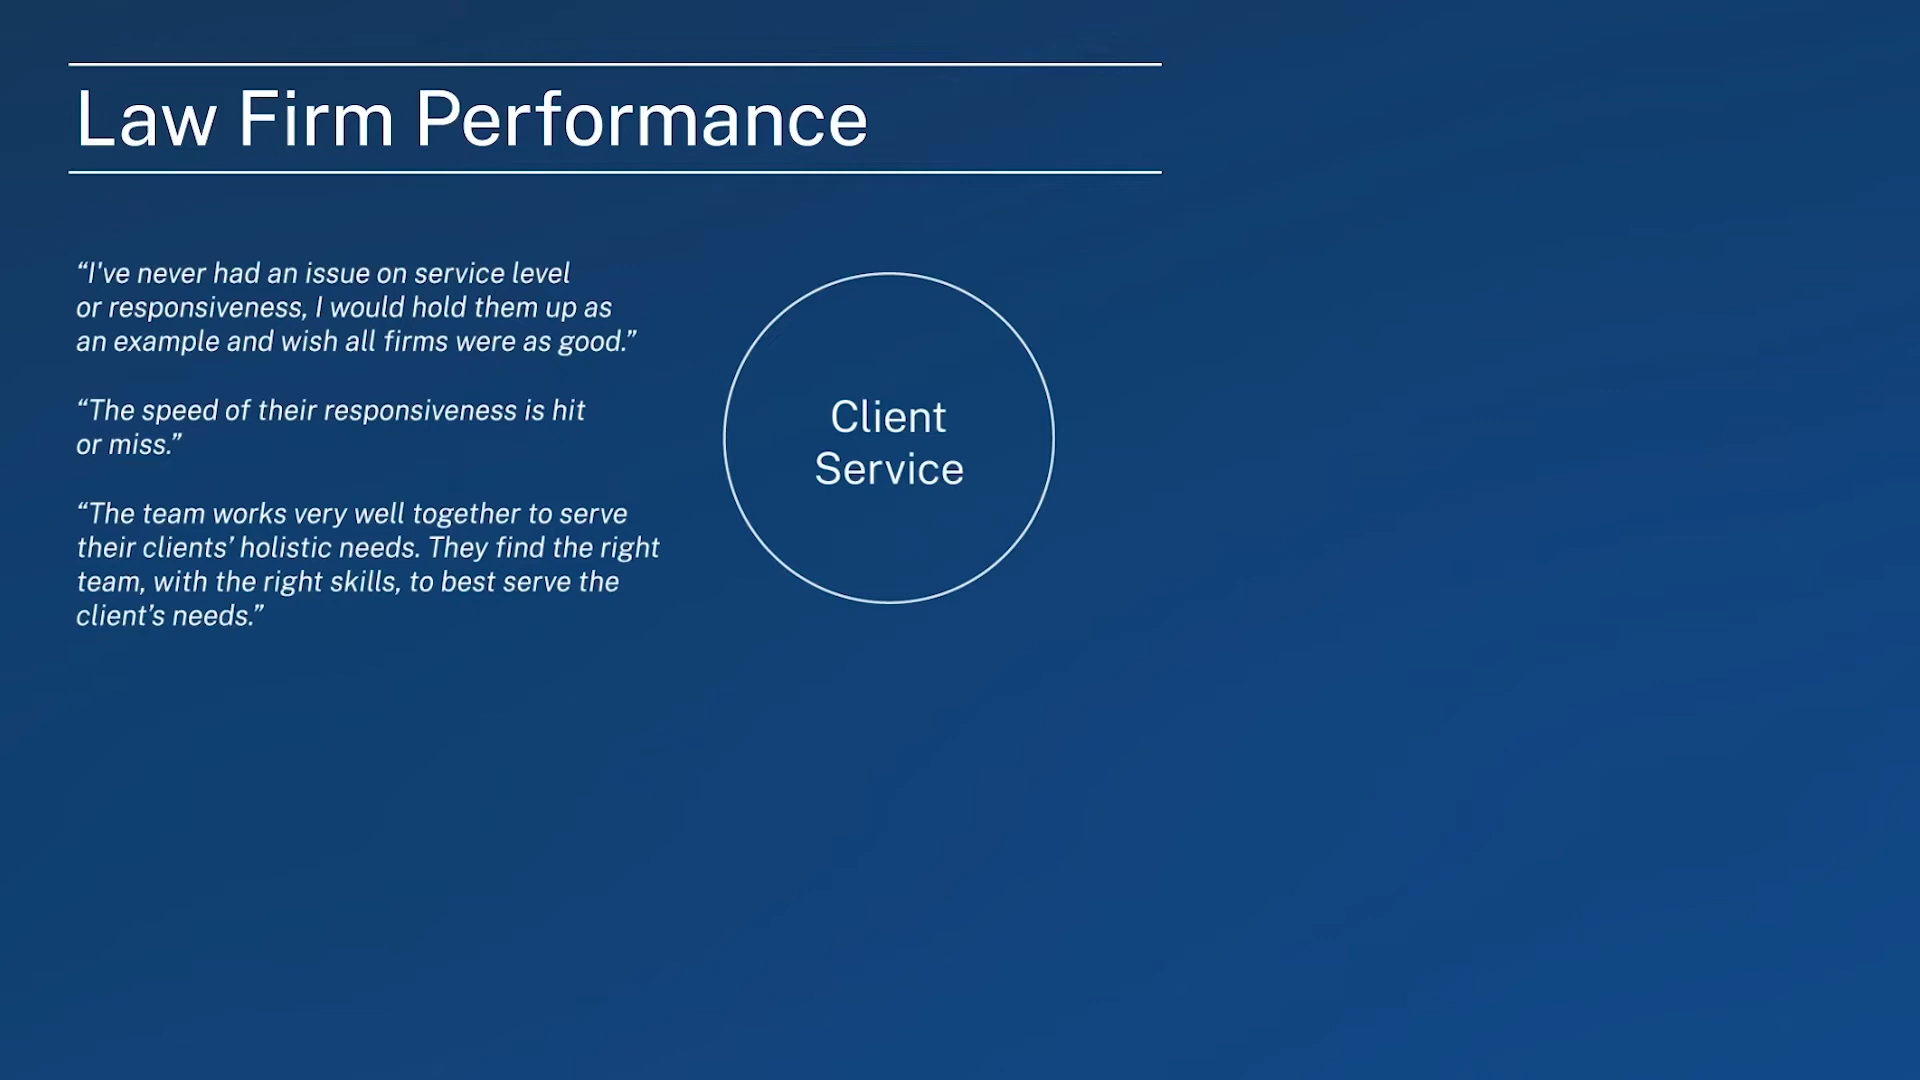 Law Firm Performance
“I've never had an issue on service level
or responsiveness, I would hold them up as
an example and wish all firms were as good.”
“The speed of their responsiveness is hit
or miss.”
“The team works very well together to serve
their clients’ holistic needs. They find the right
team, with the right skills, to best serve the
client’s needs.”
Client
Service